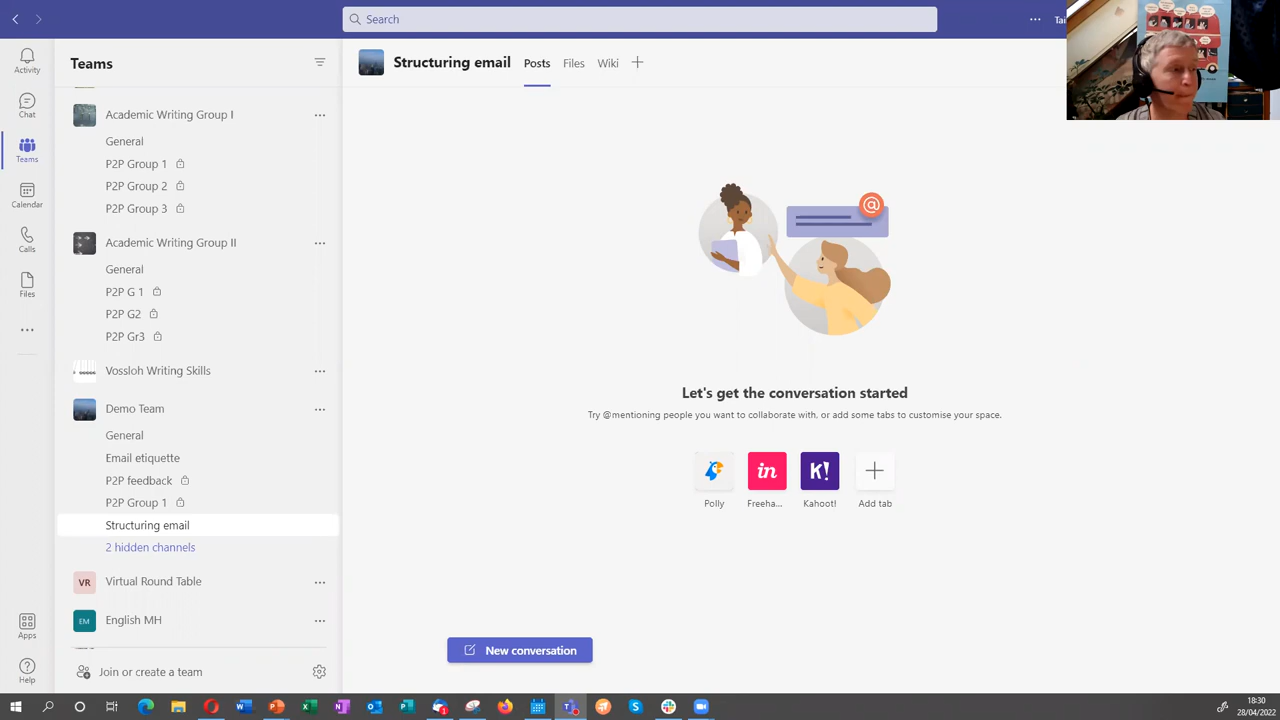 Search
Tai
Activity
Chat
Teams
Calendar
Calls
Files
Apps
Help
Teams
Academic Writing Group I
General
P2P Group 1
P2P Group 2
P2P Group 3
Academic Writing Group II
General
P2P G 1
P2P G2
P2P Gr3
Vossloh Writing Skills
Demo Team
General
Email etiquette
P2P feedback
P2P Group 1
Structuring email
2 hidden channels
VR Virtual Round Table
EM English MH
Join or create a team
Structuring email Posts Files Wiki
@
Let's get the conversation started
Try @mentioning people you want to collaborate with, or add some tabs to customise your space.
in K!
Polly Freeha... Kahoot! Add tab
New conversation
18:30
28/04/2022